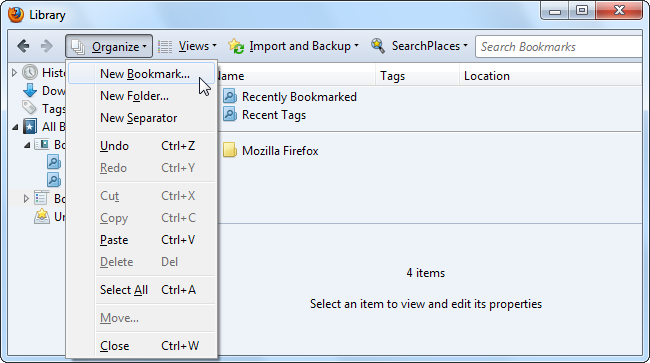 Library
Organize Views Import and Backup SearchPlaces Search Bookmarks
Name Tags Location
New Bookmark...
New Folder...
New Separator
Undo Ctrl+Z
Redo Ctrl+Y
Cut Ctrl+X
Copy Ctrl+C
Paste Ctrl+V
Delete Del
Select All Ctrl+A
Move...
Close Ctrl+W
Histo
Dow
Tags
All B
Bo
Bo
Un
Recently Bookmarked
Recent Tags
Mozilla Firefox
4 items
Select an item to view and edit its properties